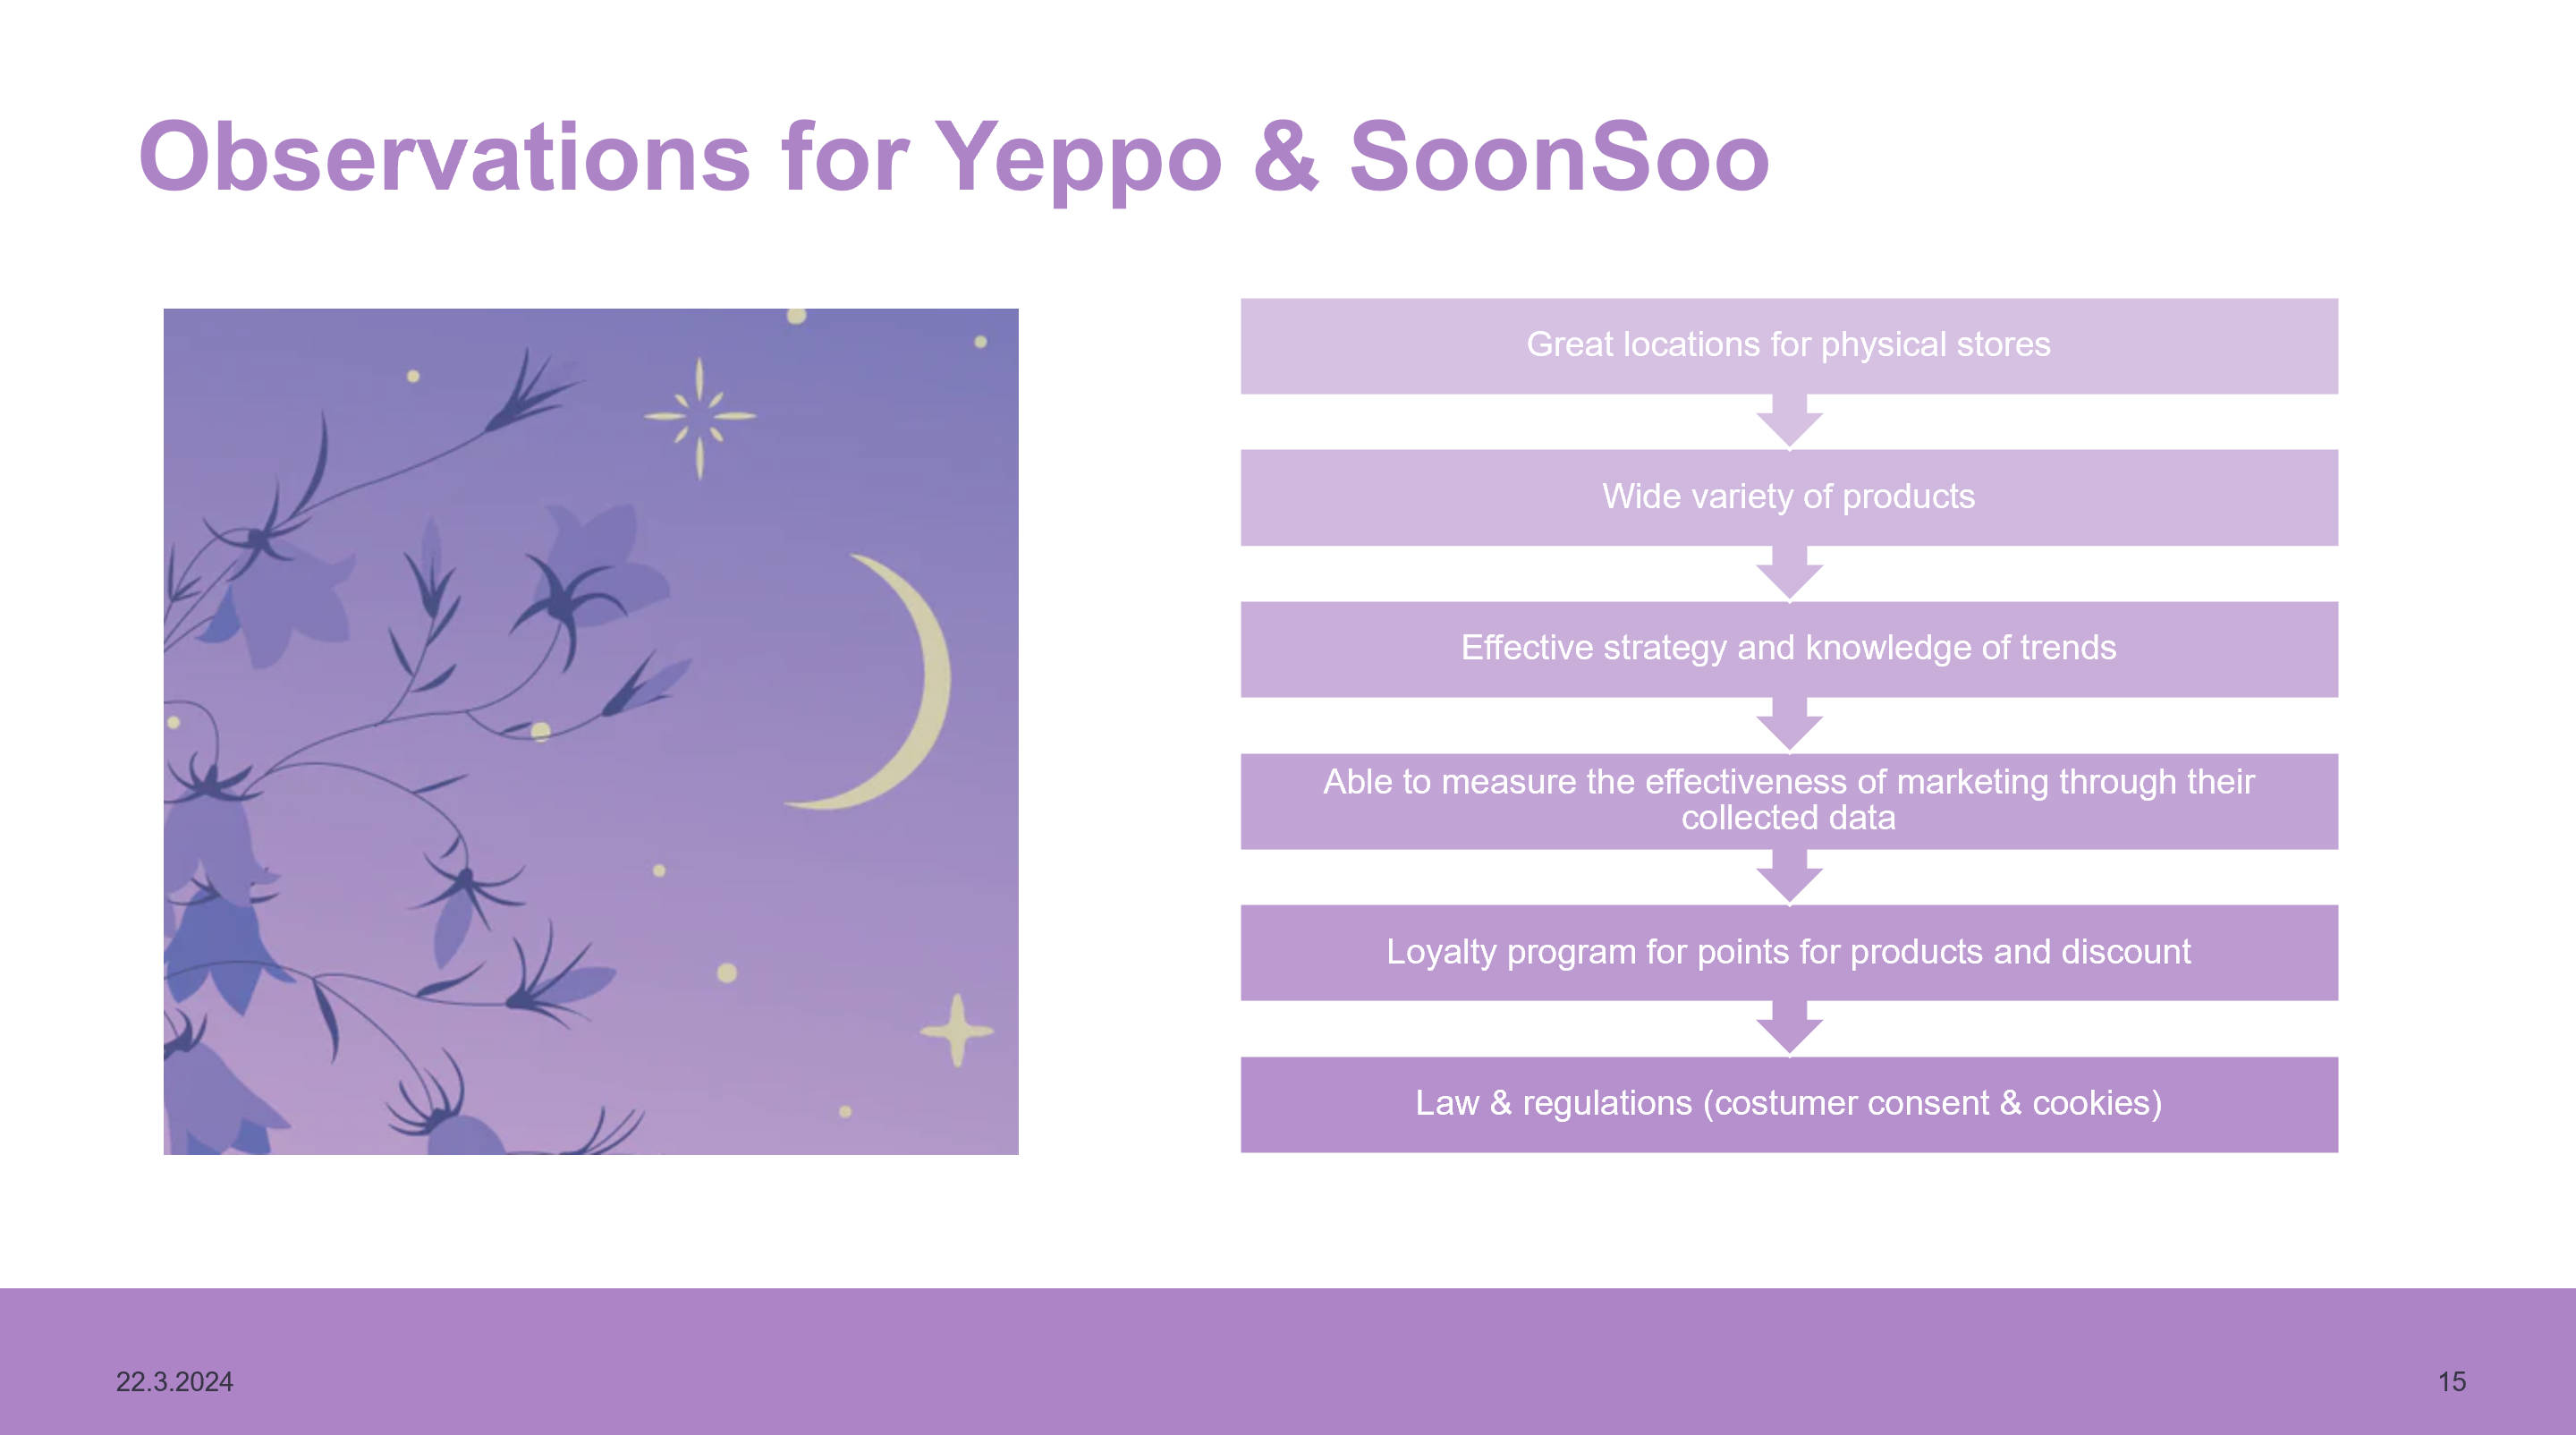 Observations for Yeppo & SoonSoo
Great locations for physical stores
Wide variety of products
Effective strategy and knowledge of trends
Able to measure the effectiveness of marketing through their
collected data
Loyalty program for points for products and discount
Law & regulations (costumer consent & cookies)
22.3.2024
15